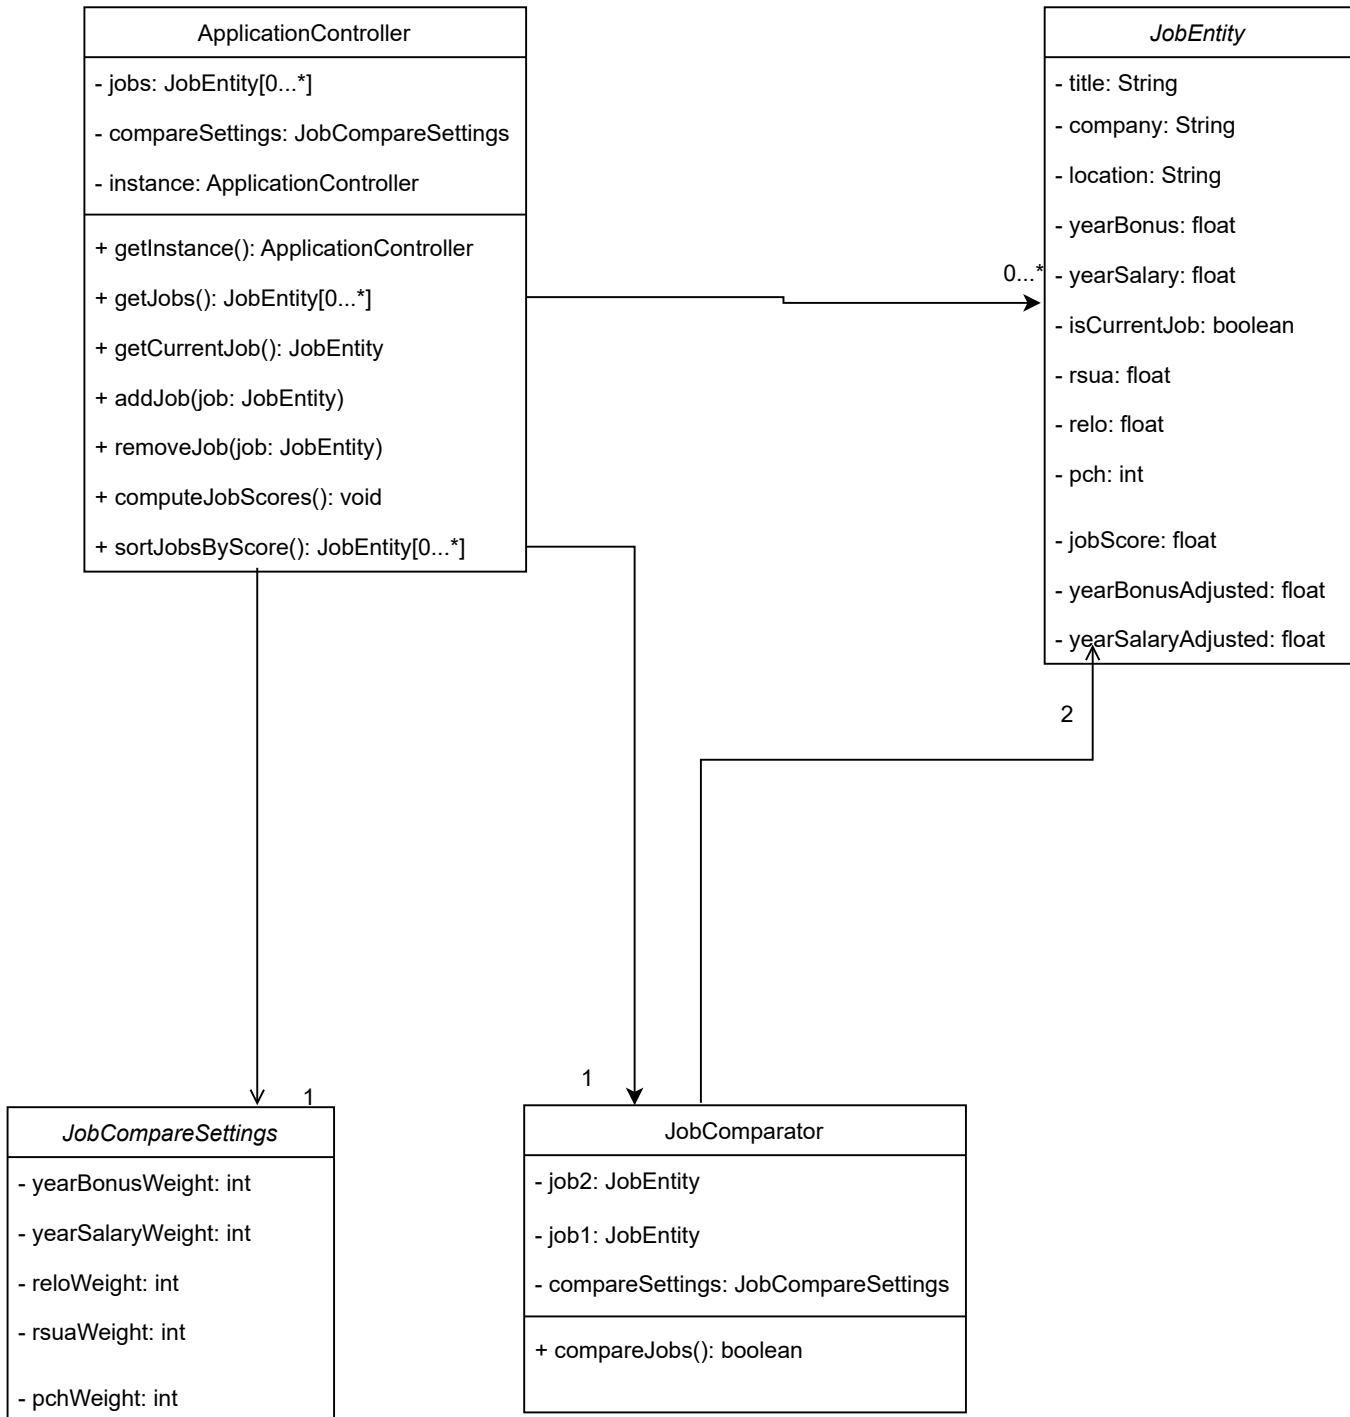 ApplicationController
- jobs: JobEntity[0...*]
- compareSettings: JobCompareSettings
- instance: ApplicationController
+ getInstance(): ApplicationController
+ getJobs(): JobEntity[0...*]
+ getCurrentJob(): JobEntity
+ addJob(job: JobEntity)
+ removeJob(job: JobEntity)
+ computeJobScores(): void
+ sortJobsByScore(): JobEntity[0...*]
0...*
JobEntity
- title: String
- company: String
- location: String
- yearBonus: float
- yearSalary: float
- isCurrentJob: boolean
- rsua: float
- relo: float
- pch: int
- jobScore: float
- yearBonusAdjusted: float
- yearSalaryAdjusted: float
2
1
JobCompareSettings
- yearBonusWeight: int
- yearSalaryWeight: int
- reloWeight: int
- rsuaWeight: int
- pchWeight: int
1
JobComparator
- job2: JobEntity
- job1: JobEntity
- compareSettings: JobCompareSettings
+ compareJobs(): boolean